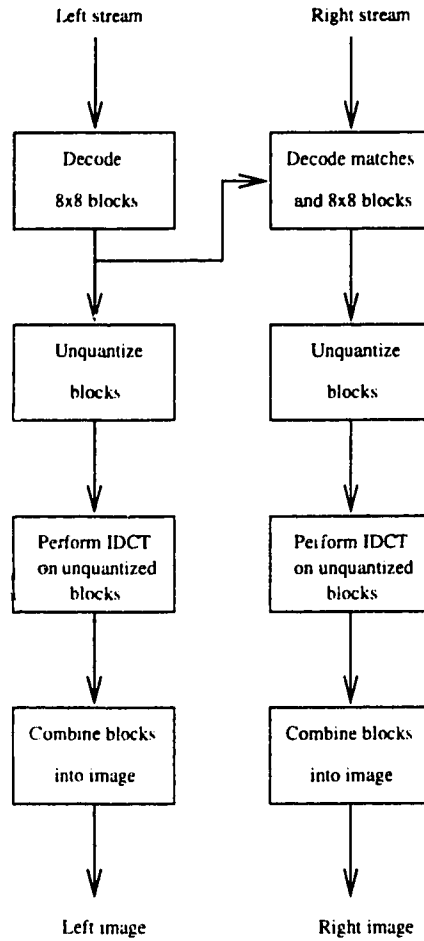 Left stream
Right stream
Decode
8x8 blocks
Decode matches
and 8x8 blocks
Unquantize
blocks
Unquantize
blocks
Perform IDCT
on unquantized
blocks
Perform IDCT
on unquantized
blocks
Combine blocks
into image
Combine blocks
into image
Left image
Right image